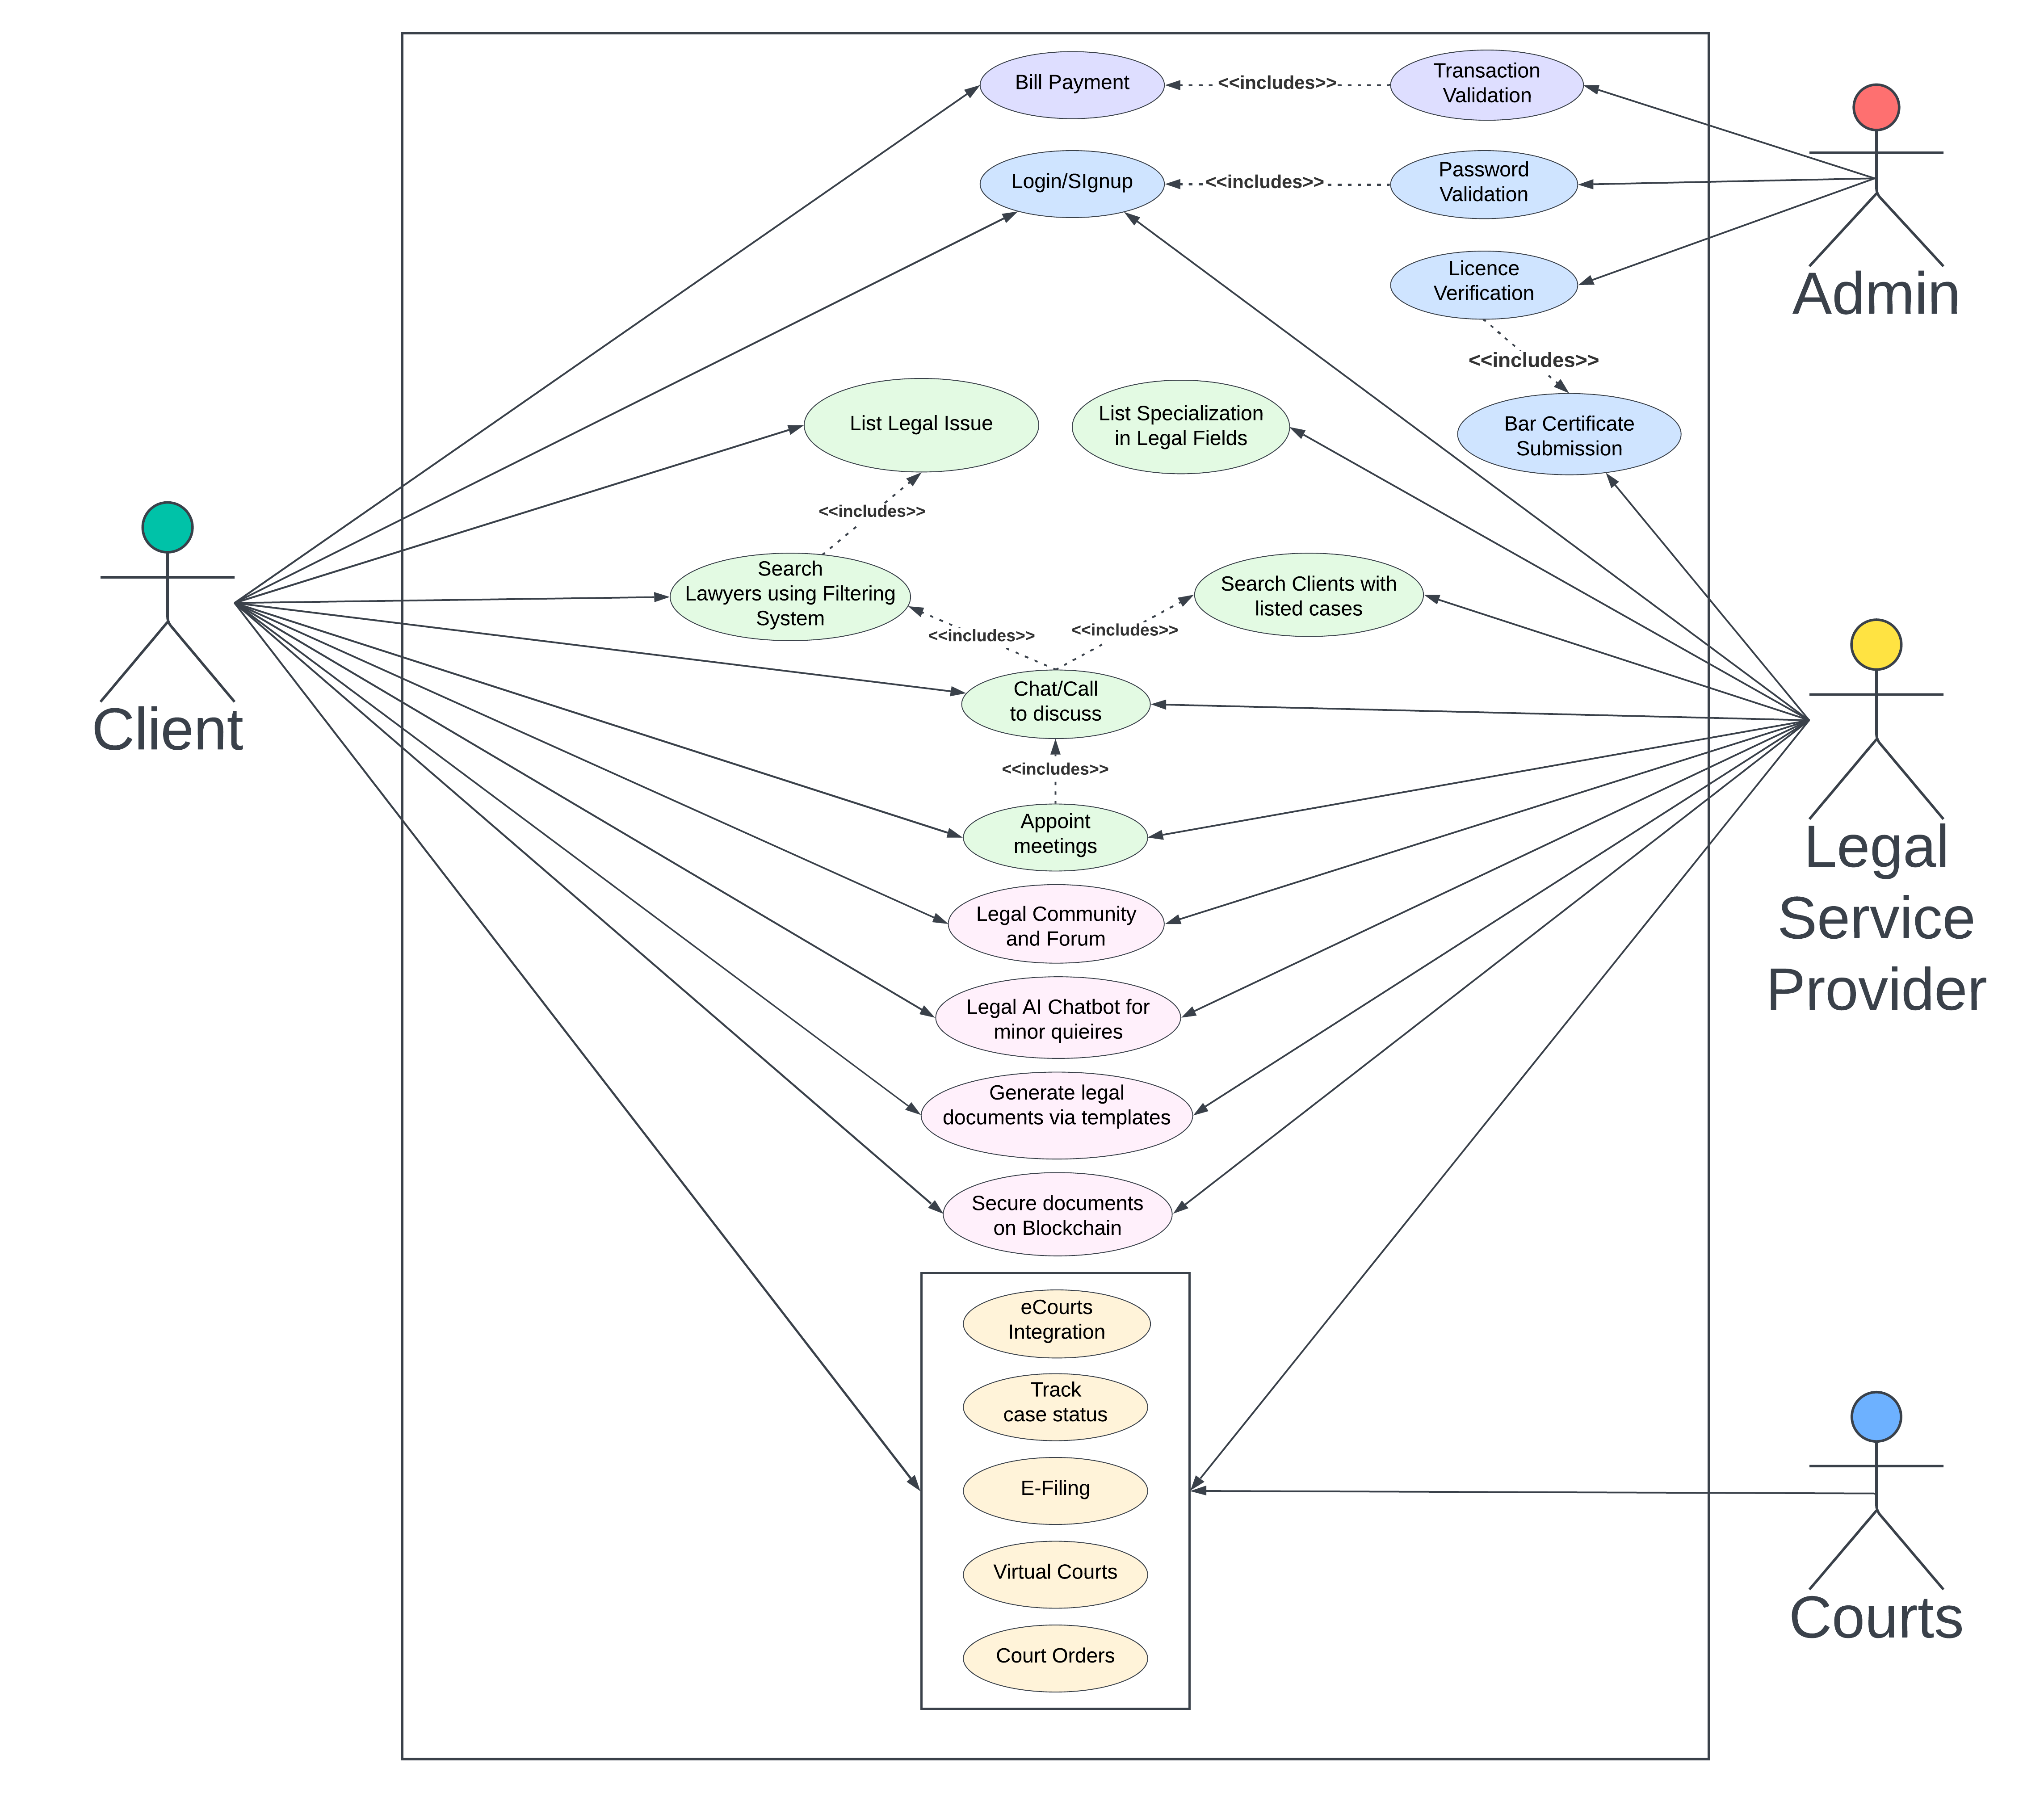 Bill Payment
<<includes>>
Transaction
Validation
Login/SIgnup
<<includes>>
Password
Validation
Licence
Verification
Admin
<<includes>>
List Legal Issue
List Specialization
in Legal Fields
Bar Certificate
Submission
<<includes>>
Search
Lawyers using Filtering
System
Search Clients with
listed cases
<<includes>>
<<includes>>
Client
Chat/Call
to discuss
<<includes>>
Appoint
meetings
Legal
Service
Provider
Legal Community
and Forum
Legal AI Chatbot for
minor quieires
Generate legal
documents via templates
Secure documents
on Blockchain
eCourts
Integration
Track
case status
E-Filing
Virtual Courts
Court Orders
Courts